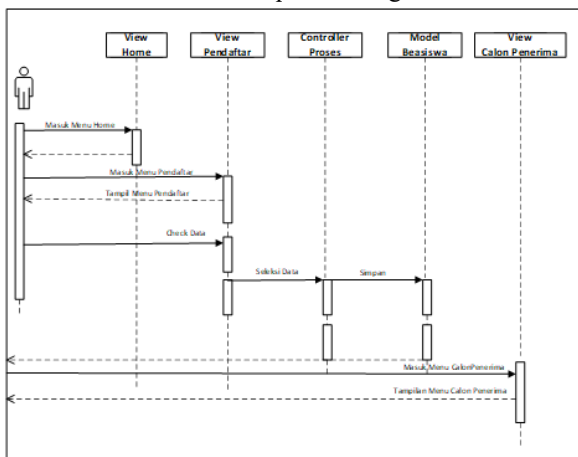 View
Home
View
Pendaftar
Controller
Proses
Model
Beasiswa
View
Calon Penerima
Masuk Menu Home
Masuk Menu Pendaftar
Tampil Menu Pendaftar
Check Data
Seleksi Data
Simpan
Masuk Menu CalonPenerima
Tampilan Menu Calon Penerima